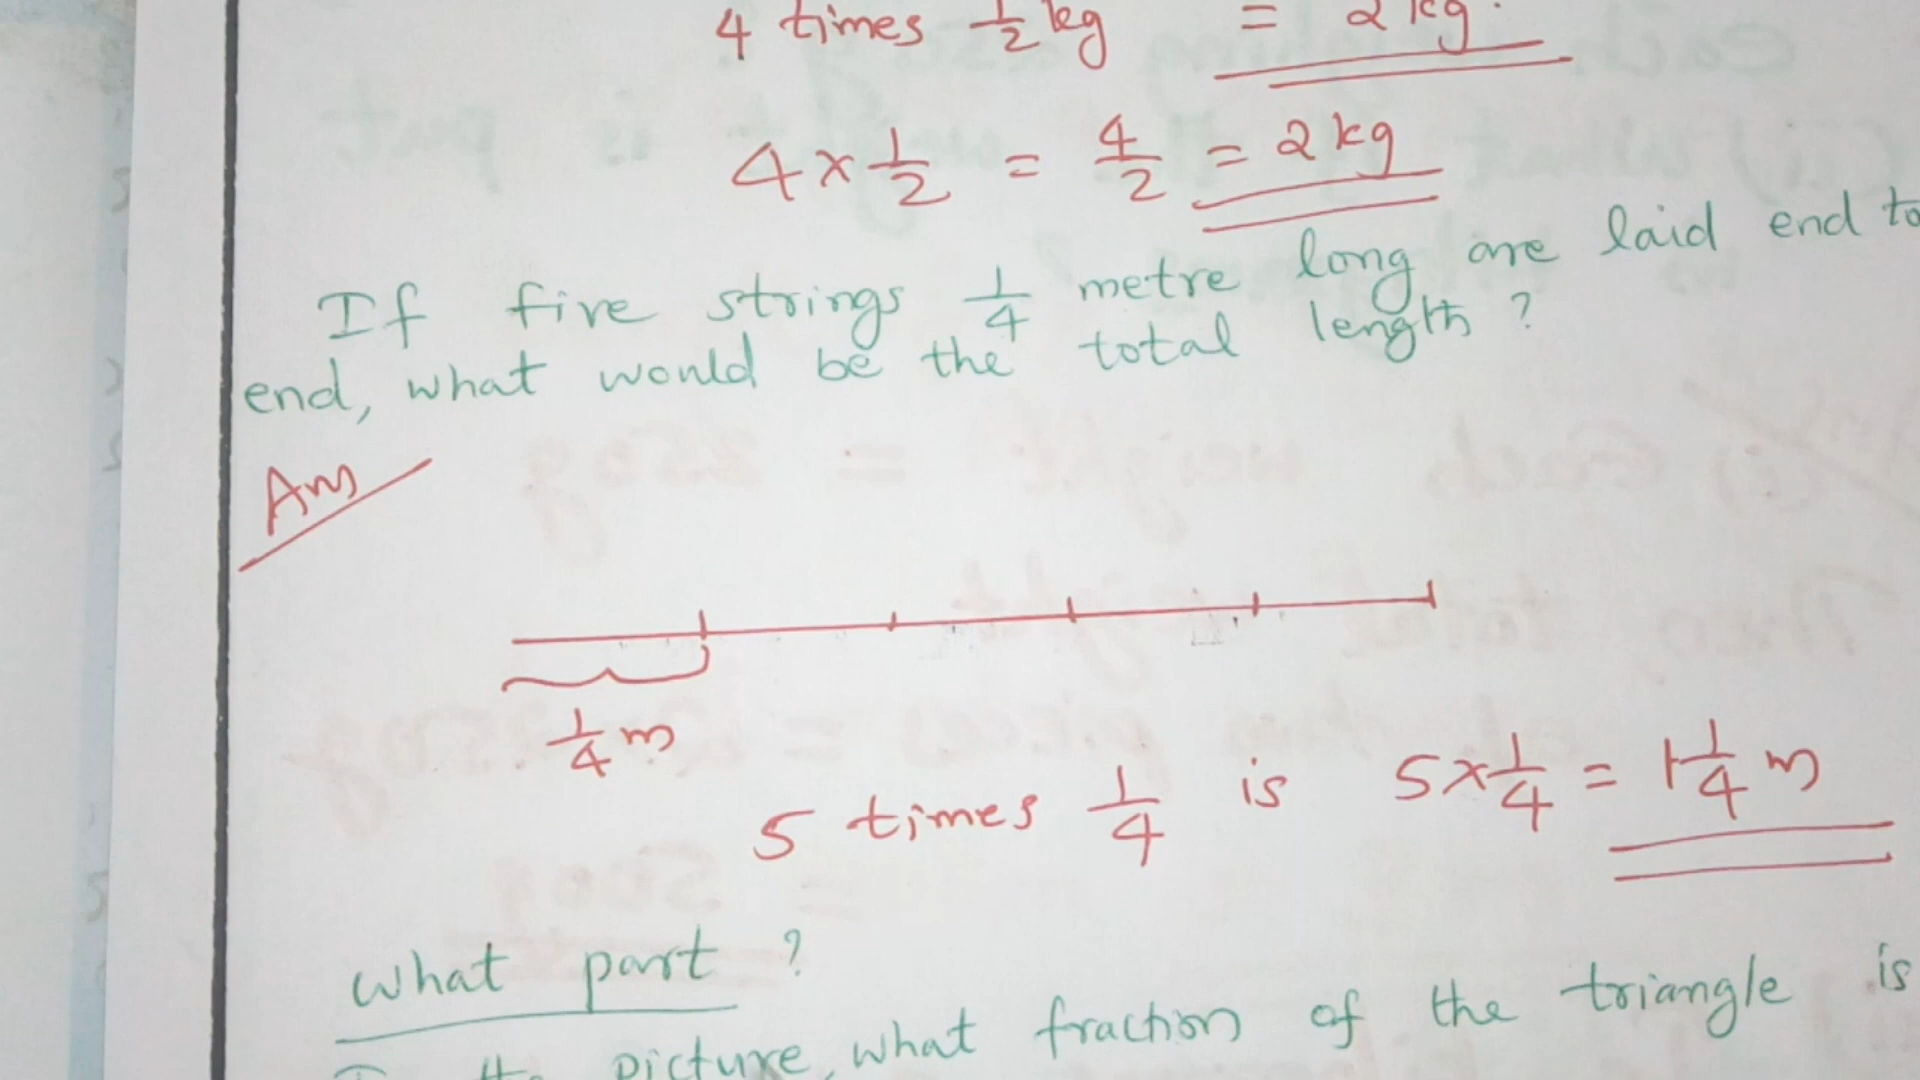 4 times 1/2 kg = 2 kg.
4 × 1/2 = 4/2 = 2 kg
If five strings 1/4 metre long are laid end to
end, what would be the total length ?
Ans
1/4 m
5 times 1/4 is 5 × 1/4 = 1 1/4 m
What part ?
picture, what fraction of the triangle is